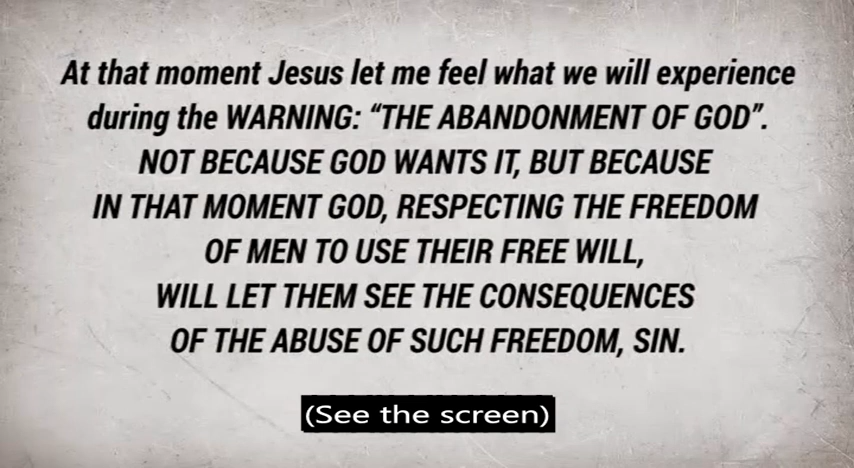 At that moment Jesus let me feel what we will experience
during the WARNING: “THE ABANDONMENT OF GOD”.
NOT BECAUSE GOD WANTS IT, BUT BECAUSE
IN THAT MOMENT GOD, RESPECTING THE FREEDOM
OF MEN TO USE THEIR FREE WILL,
WILL LET THEM SEE THE CONSEQUENCES
OF THE ABUSE OF SUCH FREEDOM, SIN.
(See the screen)